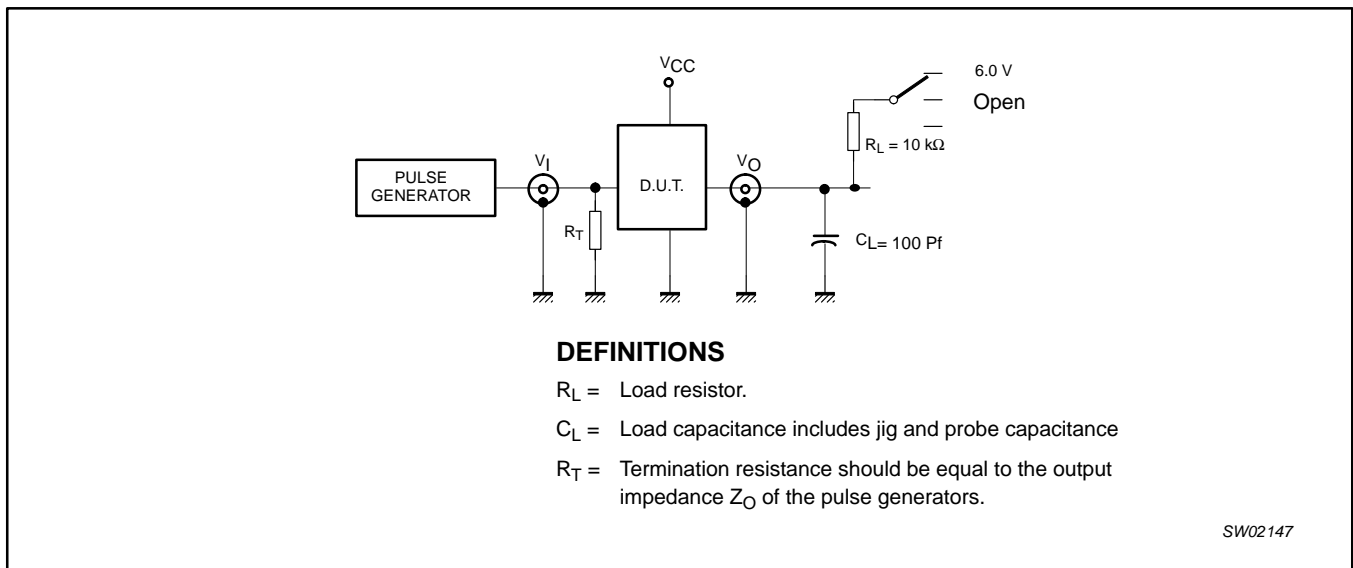 VCC
6.0 V
Open
RL = 10 kΩ
VI
VO
PULSE
GENERATOR
D.U.T.
RT
CL= 100 Pf
DEFINITIONS
RL = Load resistor.
CL = Load capacitance includes jig and probe capacitance
RT = Termination resistance should be equal to the output
impedance ZO of the pulse generators.
SW02147